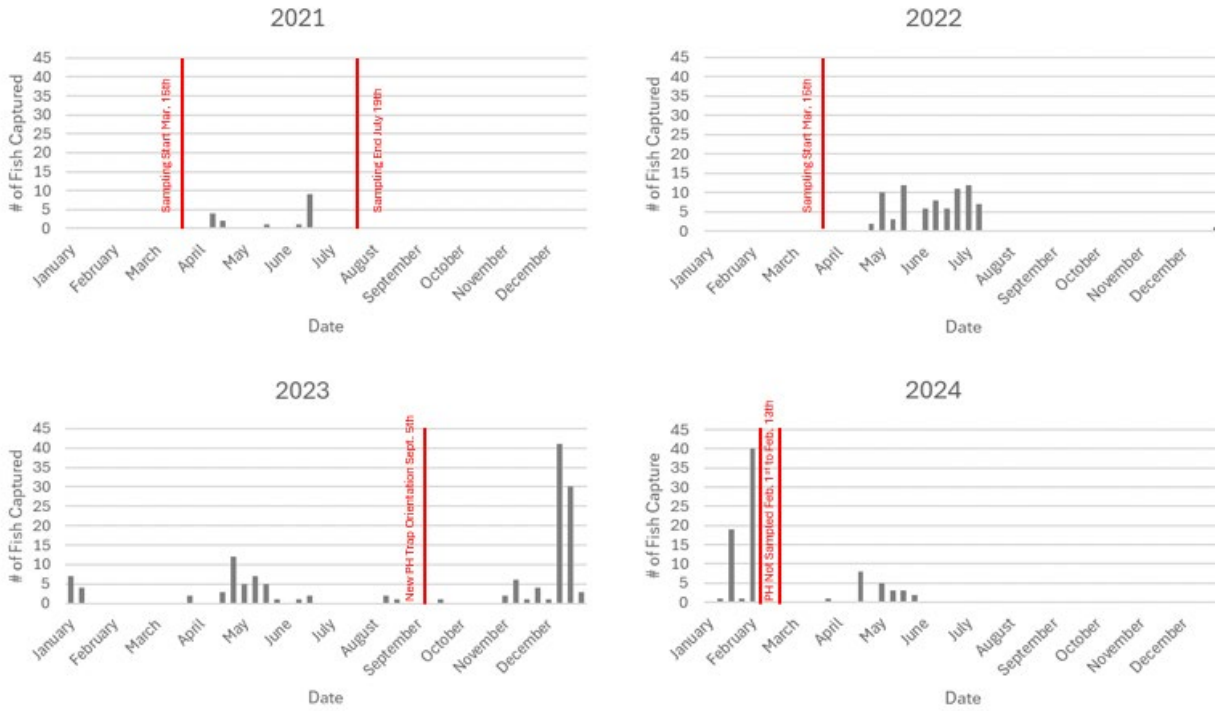 2021
# of Fish Captured
45
40
35
30
25
20
15
10
5
0
Sampling Start Mar. 15th
Sampling End July 19th
January
February
March
April
May
June
July
August
September
October
November
December
Date
2022
# of Fish Captured
45
40
35
30
25
20
15
10
5
0
Sampling Start Mar. 15th
January
February
March
April
May
June
July
August
September
October
November
December
Date
2023
# of Fish Captured
45
40
35
30
25
20
15
10
5
0
New PH Trap Orientation Sept. 5th
January
February
March
April
May
June
July
August
September
October
November
December
Date
2024
# of Fish Capture
45
40
35
30
25
20
15
10
5
0
PH Not Sampled Feb. 1st to Feb. 13th
January
February
March
April
May
June
July
August
September
October
November
December
Date